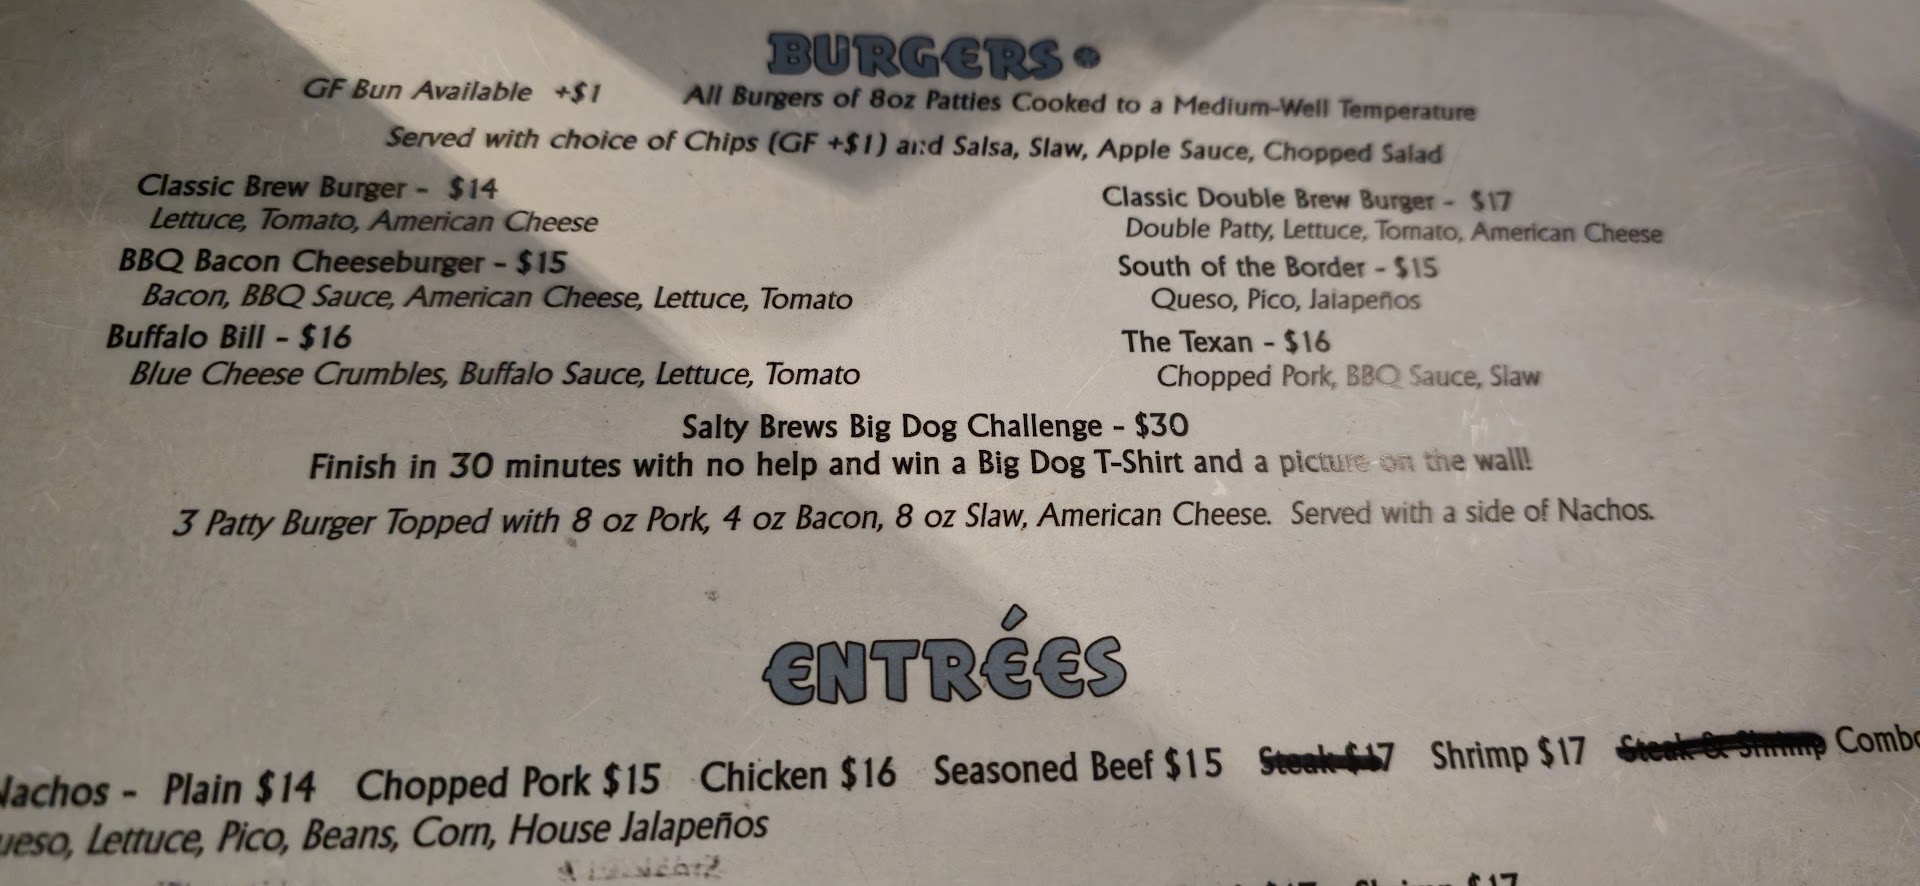 BURGERS
GF Bun Available +$1 All Burgers of 8oz Patties Cooked to a Medium-Well Temperature
Served with choice of Chips (GF +$1) and Salsa, Slaw, Apple Sauce, Chopped Salad
Classic Brew Burger - $14
Lettuce, Tomato, American Cheese
BBQ Bacon Cheeseburger - $15
Bacon, BBQ Sauce, American Cheese, Lettuce, Tomato
Buffalo Bill - $16
Blue Cheese Crumbles, Buffalo Sauce, Lettuce, Tomato
Classic Double Brew Burger - $17
Double Patty, Lettuce, Tomato, American Cheese
South of the Border - $15
Queso, Pico, Jalapeños
The Texan - $16
Chopped Pork, BBQ Sauce, Slaw
Salty Brews Big Dog Challenge - $30
Finish in 30 minutes with no help and win a Big Dog T-Shirt and a picture on the wall!
3 Patty Burger Topped with 8 oz Pork, 4 oz Bacon, 8 oz Slaw, American Cheese. Served with a side of Nachos.
ENTRÉES
Nachos - Plain $14 Chopped Pork $15 Chicken $16 Seasoned Beef $15 Steak $17 Shrimp $17 Steak & Shrimp Combo
Queso, Lettuce, Pico, Beans, Corn, House Jalapeños
$17